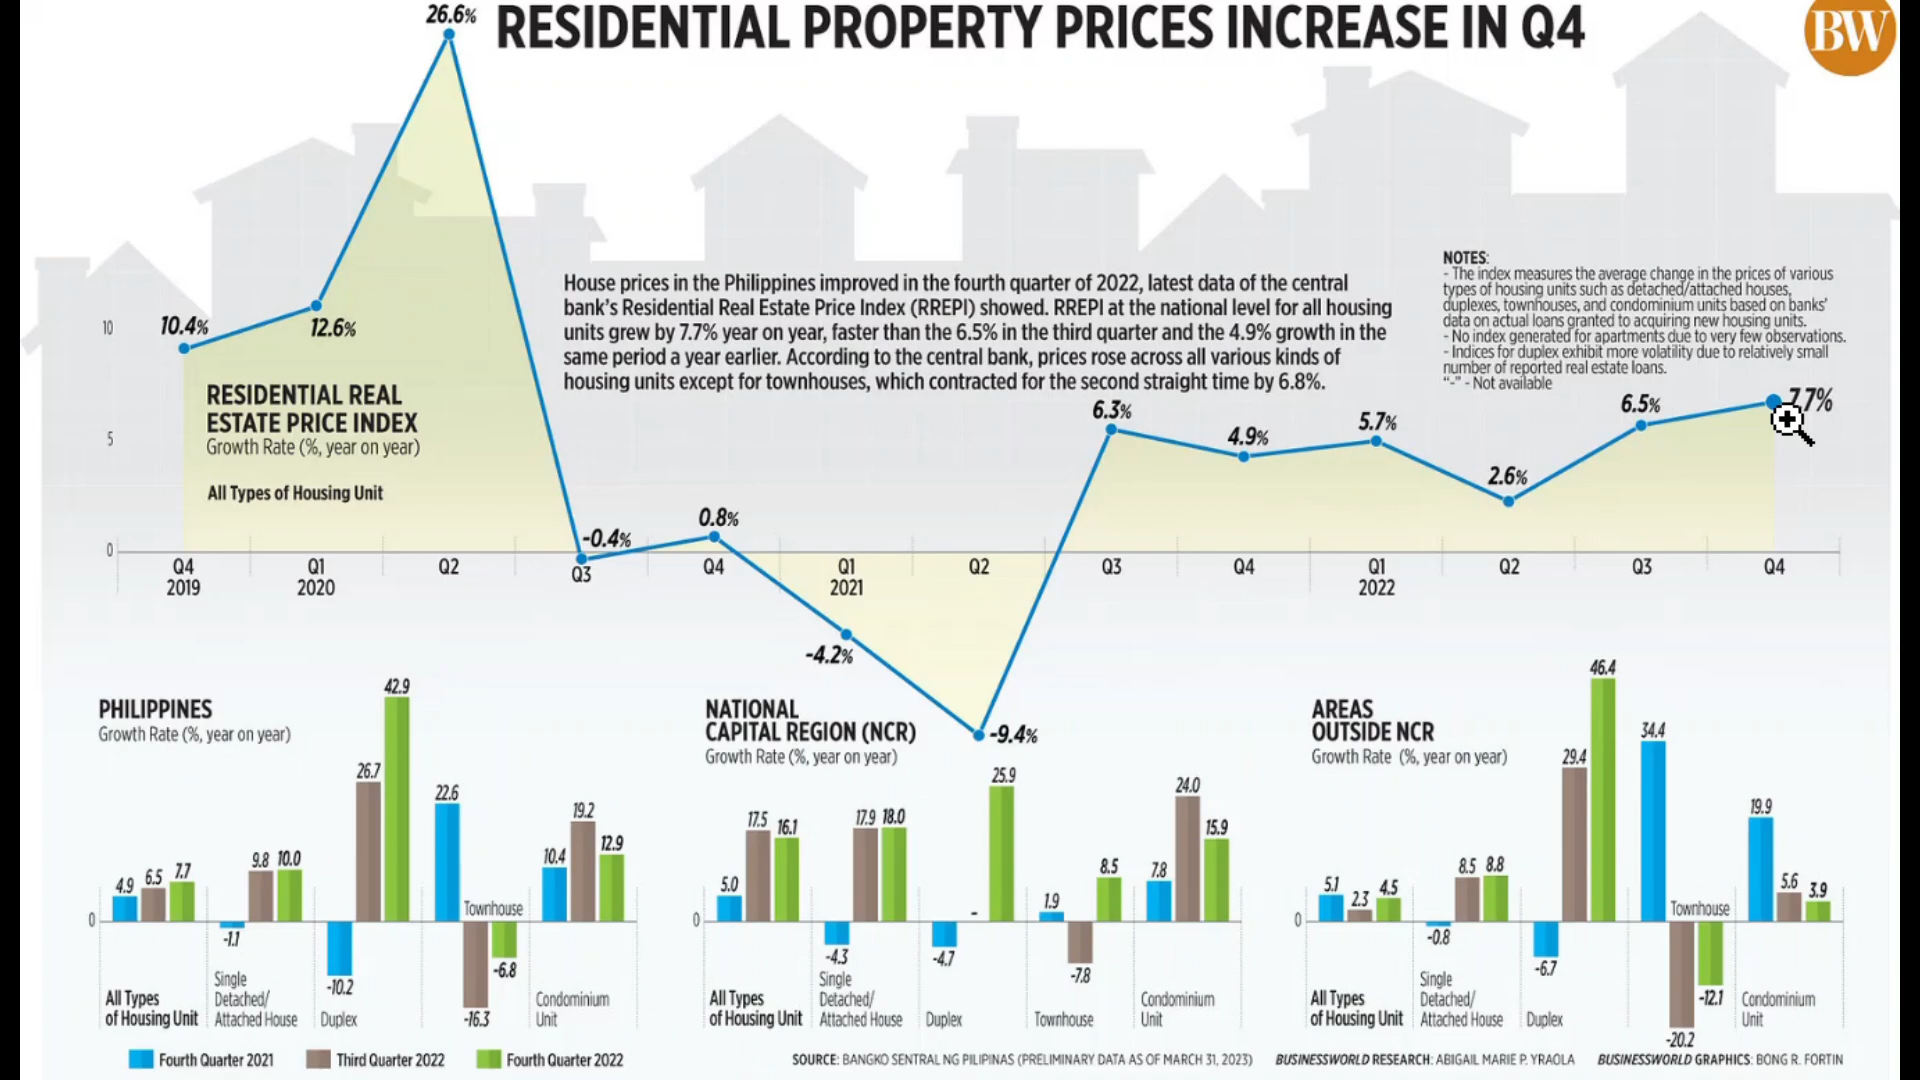 RESIDENTIAL PROPERTY PRICES INCREASE IN Q4
BW
House prices in the Philippines improved in the fourth quarter of 2022, latest data of the central
bank's Residential Real Estate Price Index (RREPI) showed. RREPI at the national level for all housing
units grew by 7.7% year on year, faster than the 6.5% in the third quarter and the 4.9% growth in the
same period a year earlier. According to the central bank, prices rose across all various kinds of
housing units except for townhouses, which contracted for the second straight time by 6.8%.
NOTES:
- The index measures the average change in the prices of various
types of housing units such as detached/attached houses,
duplexes, townhouses, and condominium units based on banks'
data on actual loans granted to acquiring new housing units.
- No index generated for apartments due to very few observations.
- Indices for duplex exhibit more volatility due to relatively small
number of reported real estate loans.
"-" - Not available
RESIDENTIAL REAL
ESTATE PRICE INDEX
Growth Rate (%, year on year)
All Types of Housing Unit
10
5
0
10.4%
12.6%
26.6%
-0.4%
0.8%
-4.2%
-9.4%
6.3%
4.9%
5.7%
2.6%
6.5%
7.7%
Q4 Q1 Q2 Q3 Q4 Q1 Q2 Q3 Q4 Q1 Q2 Q3 Q4
2019 2020 2021 2022
PHILIPPINES
Growth Rate (%, year on year)
0
4.9 6.5 7.7
-1.1 9.8 10.0
-10.2 26.7 42.9
22.6 -16.3 -6.8
10.4 19.2 12.9
All Types
of Housing Unit
Single
Detached/
Attached House
Duplex
Townhouse
Condominium
Unit
NATIONAL
CAPITAL REGION (NCR)
Growth Rate (%, year on year)
0
5.0 17.5 16.1
-4.3 17.9 18.0
-4.7 - 25.9
1.9 -7.8 8.5
7.8 24.0 15.9
All Types
of Housing Unit
Single
Detached/
Attached House
Duplex
Townhouse
Condominium
Unit
AREAS
OUTSIDE NCR
Growth Rate (%, year on year)
0
5.1 2.3 4.5
-0.8 8.5 8.8
-6.7 29.4 46.4
34.4 -20.2 -12.1
19.9 5.6 3.9
All Types
of Housing Unit
Single
Detached/
Attached House
Duplex
Townhouse
Condominium
Unit
Fourth Quarter 2021
Third Quarter 2022
Fourth Quarter 2022
SOURCE: BANGKO SENTRAL NG PILIPINAS (PRELIMINARY DATA AS OF MARCH 31, 2023)
BUSINESSWORLD RESEARCH: ABIGAIL MARIE P. YRAOLA
BUSINESSWORLD GRAPHICS: BONG R. FORTIN